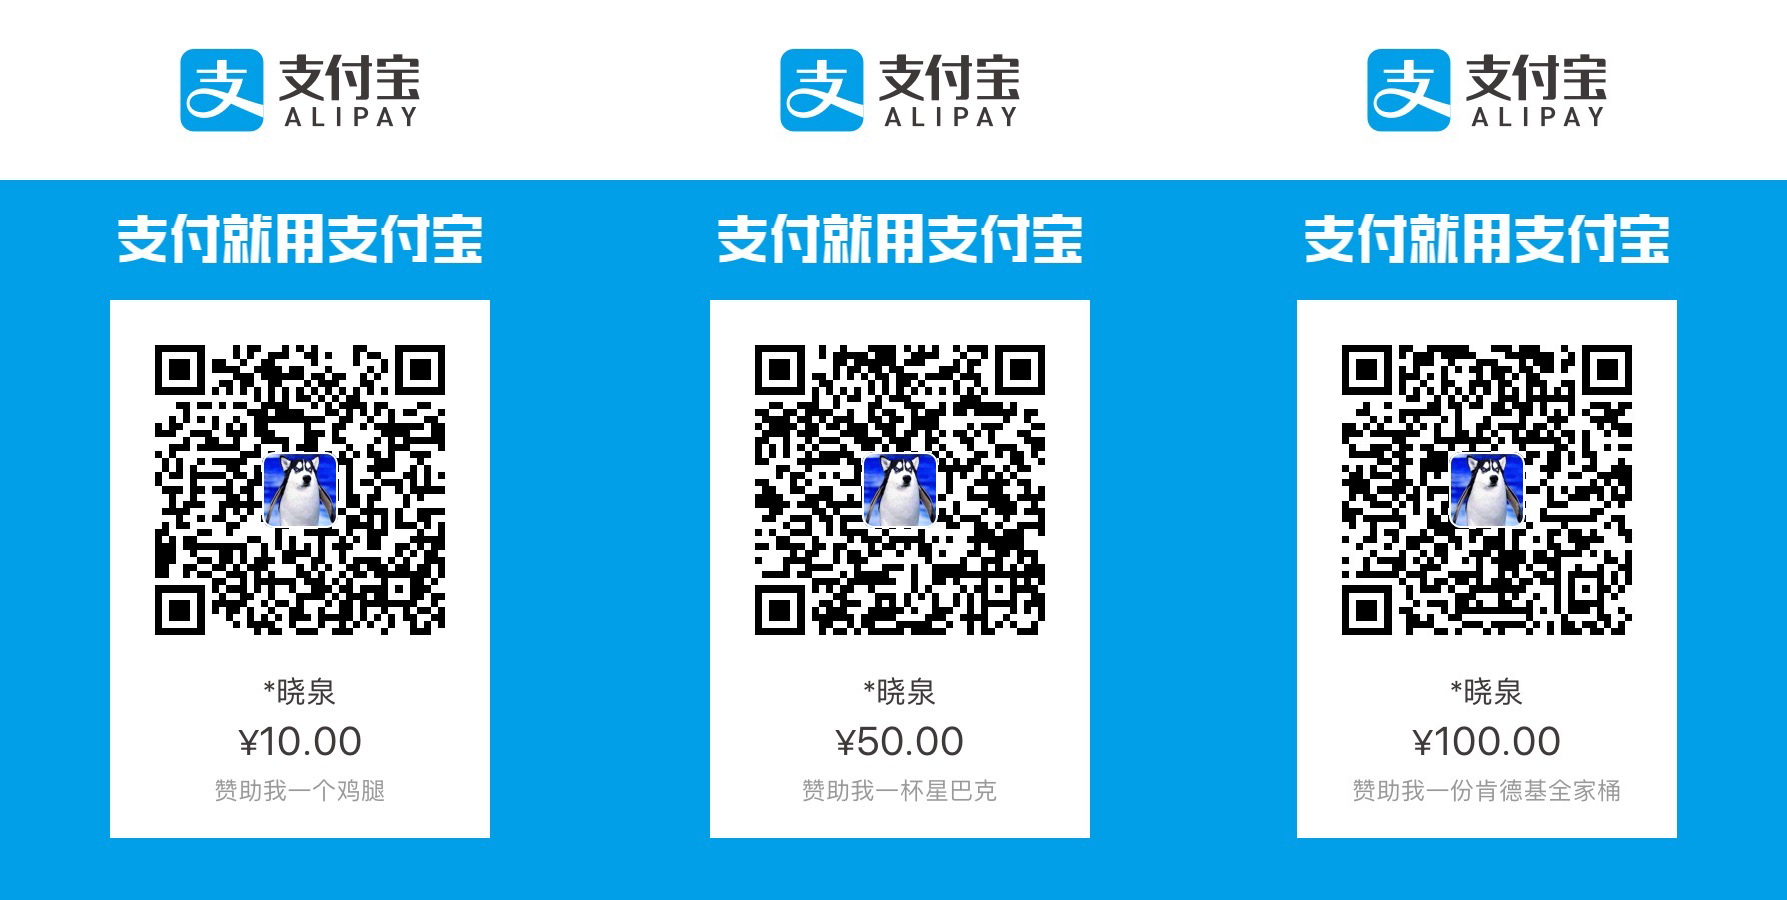 支付宝
ALIPAY
支付就用支付宝
*晓泉
¥10.00
赞助我一个鸡腿
支付宝
ALIPAY
支付就用支付宝
*晓泉
¥50.00
赞助我一杯星巴克
支付宝
ALIPAY
支付就用支付宝
*晓泉
¥100.00
赞助我一份肯德基全家桶